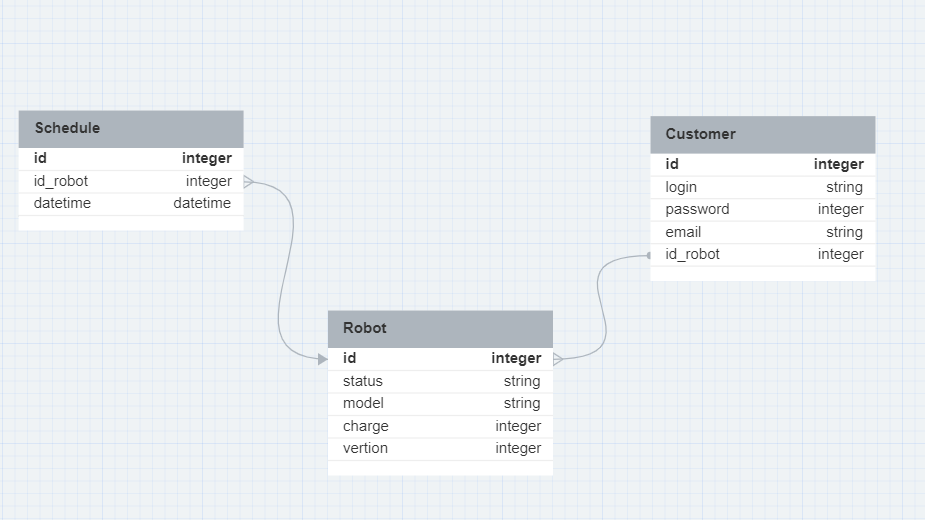 Schedule
id integer
id_robot integer
datetime datetime
Customer
id integer
login string
password integer
email string
id_robot integer
Robot
id integer
status string
model string
charge integer
vertion integer